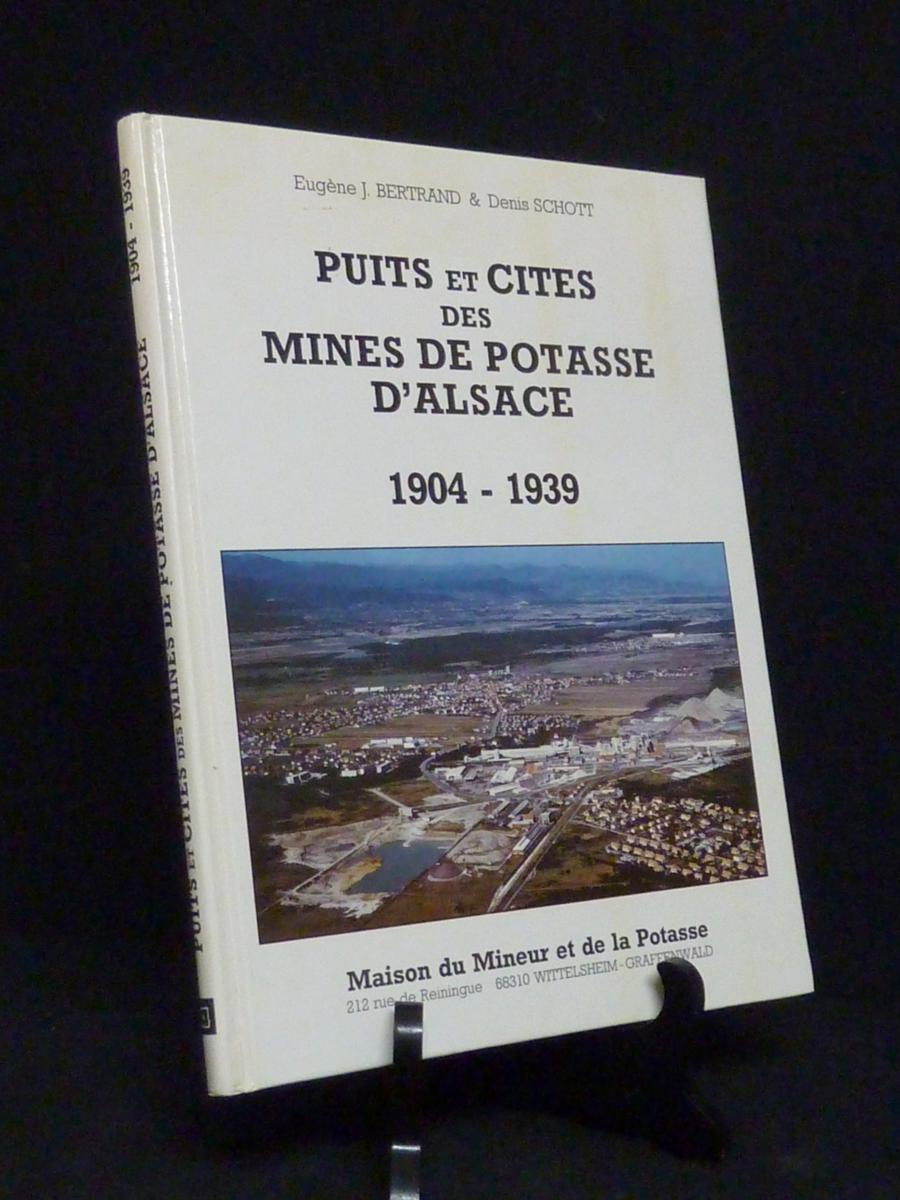 Eugène J. BERTRAND & Denis SCHOTT
PUITS ET CITES
DES
MINES DE POTASSE
D'ALSACE
1904 - 1939
Maison du Mineur et de la Potasse
212 rue de Reiningue 68310 WITTELSHEIM-GRAFFENWALD
PUITS ET CITES DES MINES DE POTASSE D'ALSACE 1904 - 1939